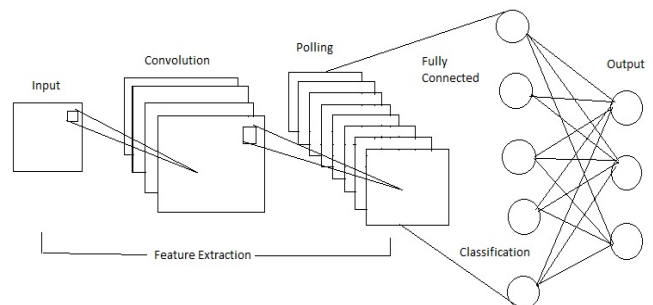 Input
Convolution
Polling
Fully
Connected
Output
Feature Extraction
Classification